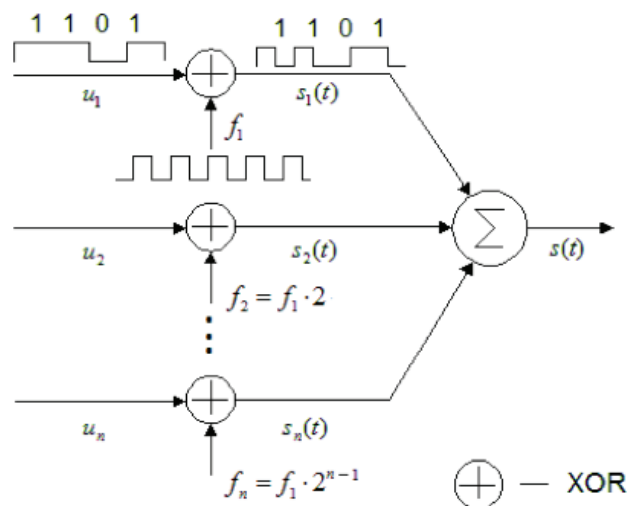 1 1 0 1
1 1 0 1
u₁
s₁(t)
f₁
u₂
s₂(t)
Σ
s(t)
f₂ = f₁ · 2
uₙ
sₙ(t)
fₙ = f₁ · 2ⁿ⁻¹
— XOR